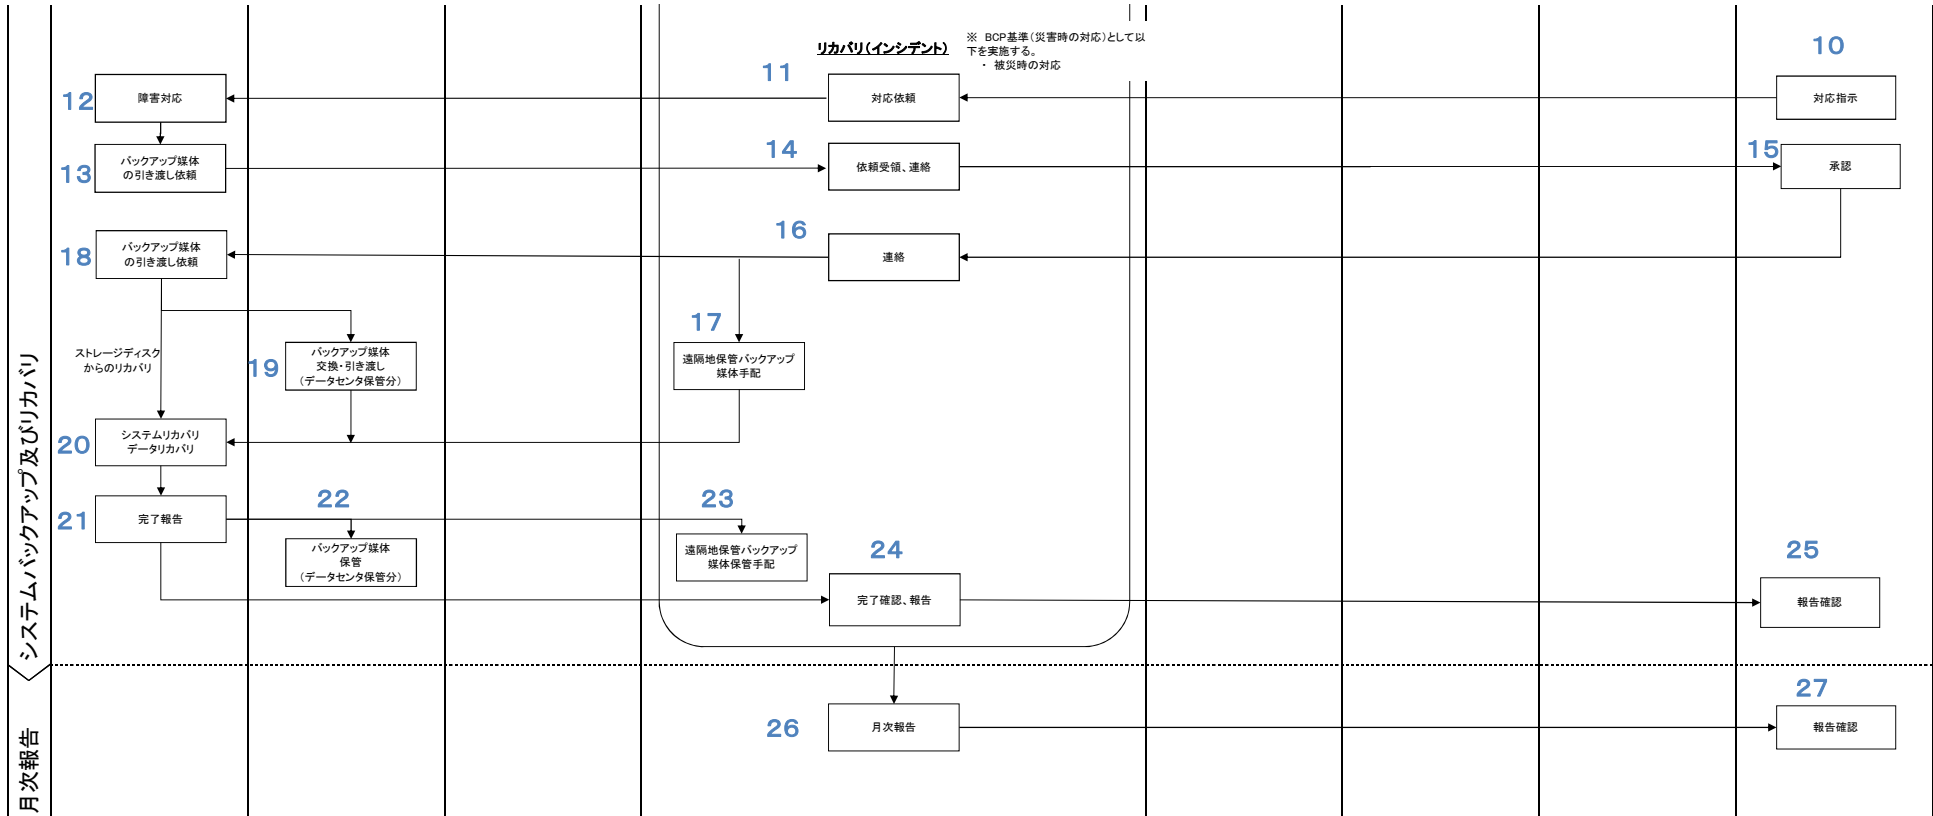 リカバリ(インシデント)
※ BCP基準(災害時の対応)として以
下を実施する。
・ 被災時の対応
10
対応指示
11
対応依頼
12
障害対応
13
バックアップ媒体
の引き渡し依頼
14
依頼受領、連絡
15
承認
16
連絡
17
遠隔地保管バックアップ
媒体手配
18
バックアップ媒体
の引き渡し依頼
ストレージディスク
からのリカバリ
19
バックアップ媒体
交換・引き渡し
(データセンタ保管分)
20
システムリカバリ
データリカバリ
21
完了報告
22
バックアップ媒体
保管
(データセンタ保管分)
23
遠隔地保管バックアップ
媒体保管手配
24
完了確認、報告
25
報告確認
システムバックアップ及びリカバリ
26
月次報告
27
報告確認
月次報告